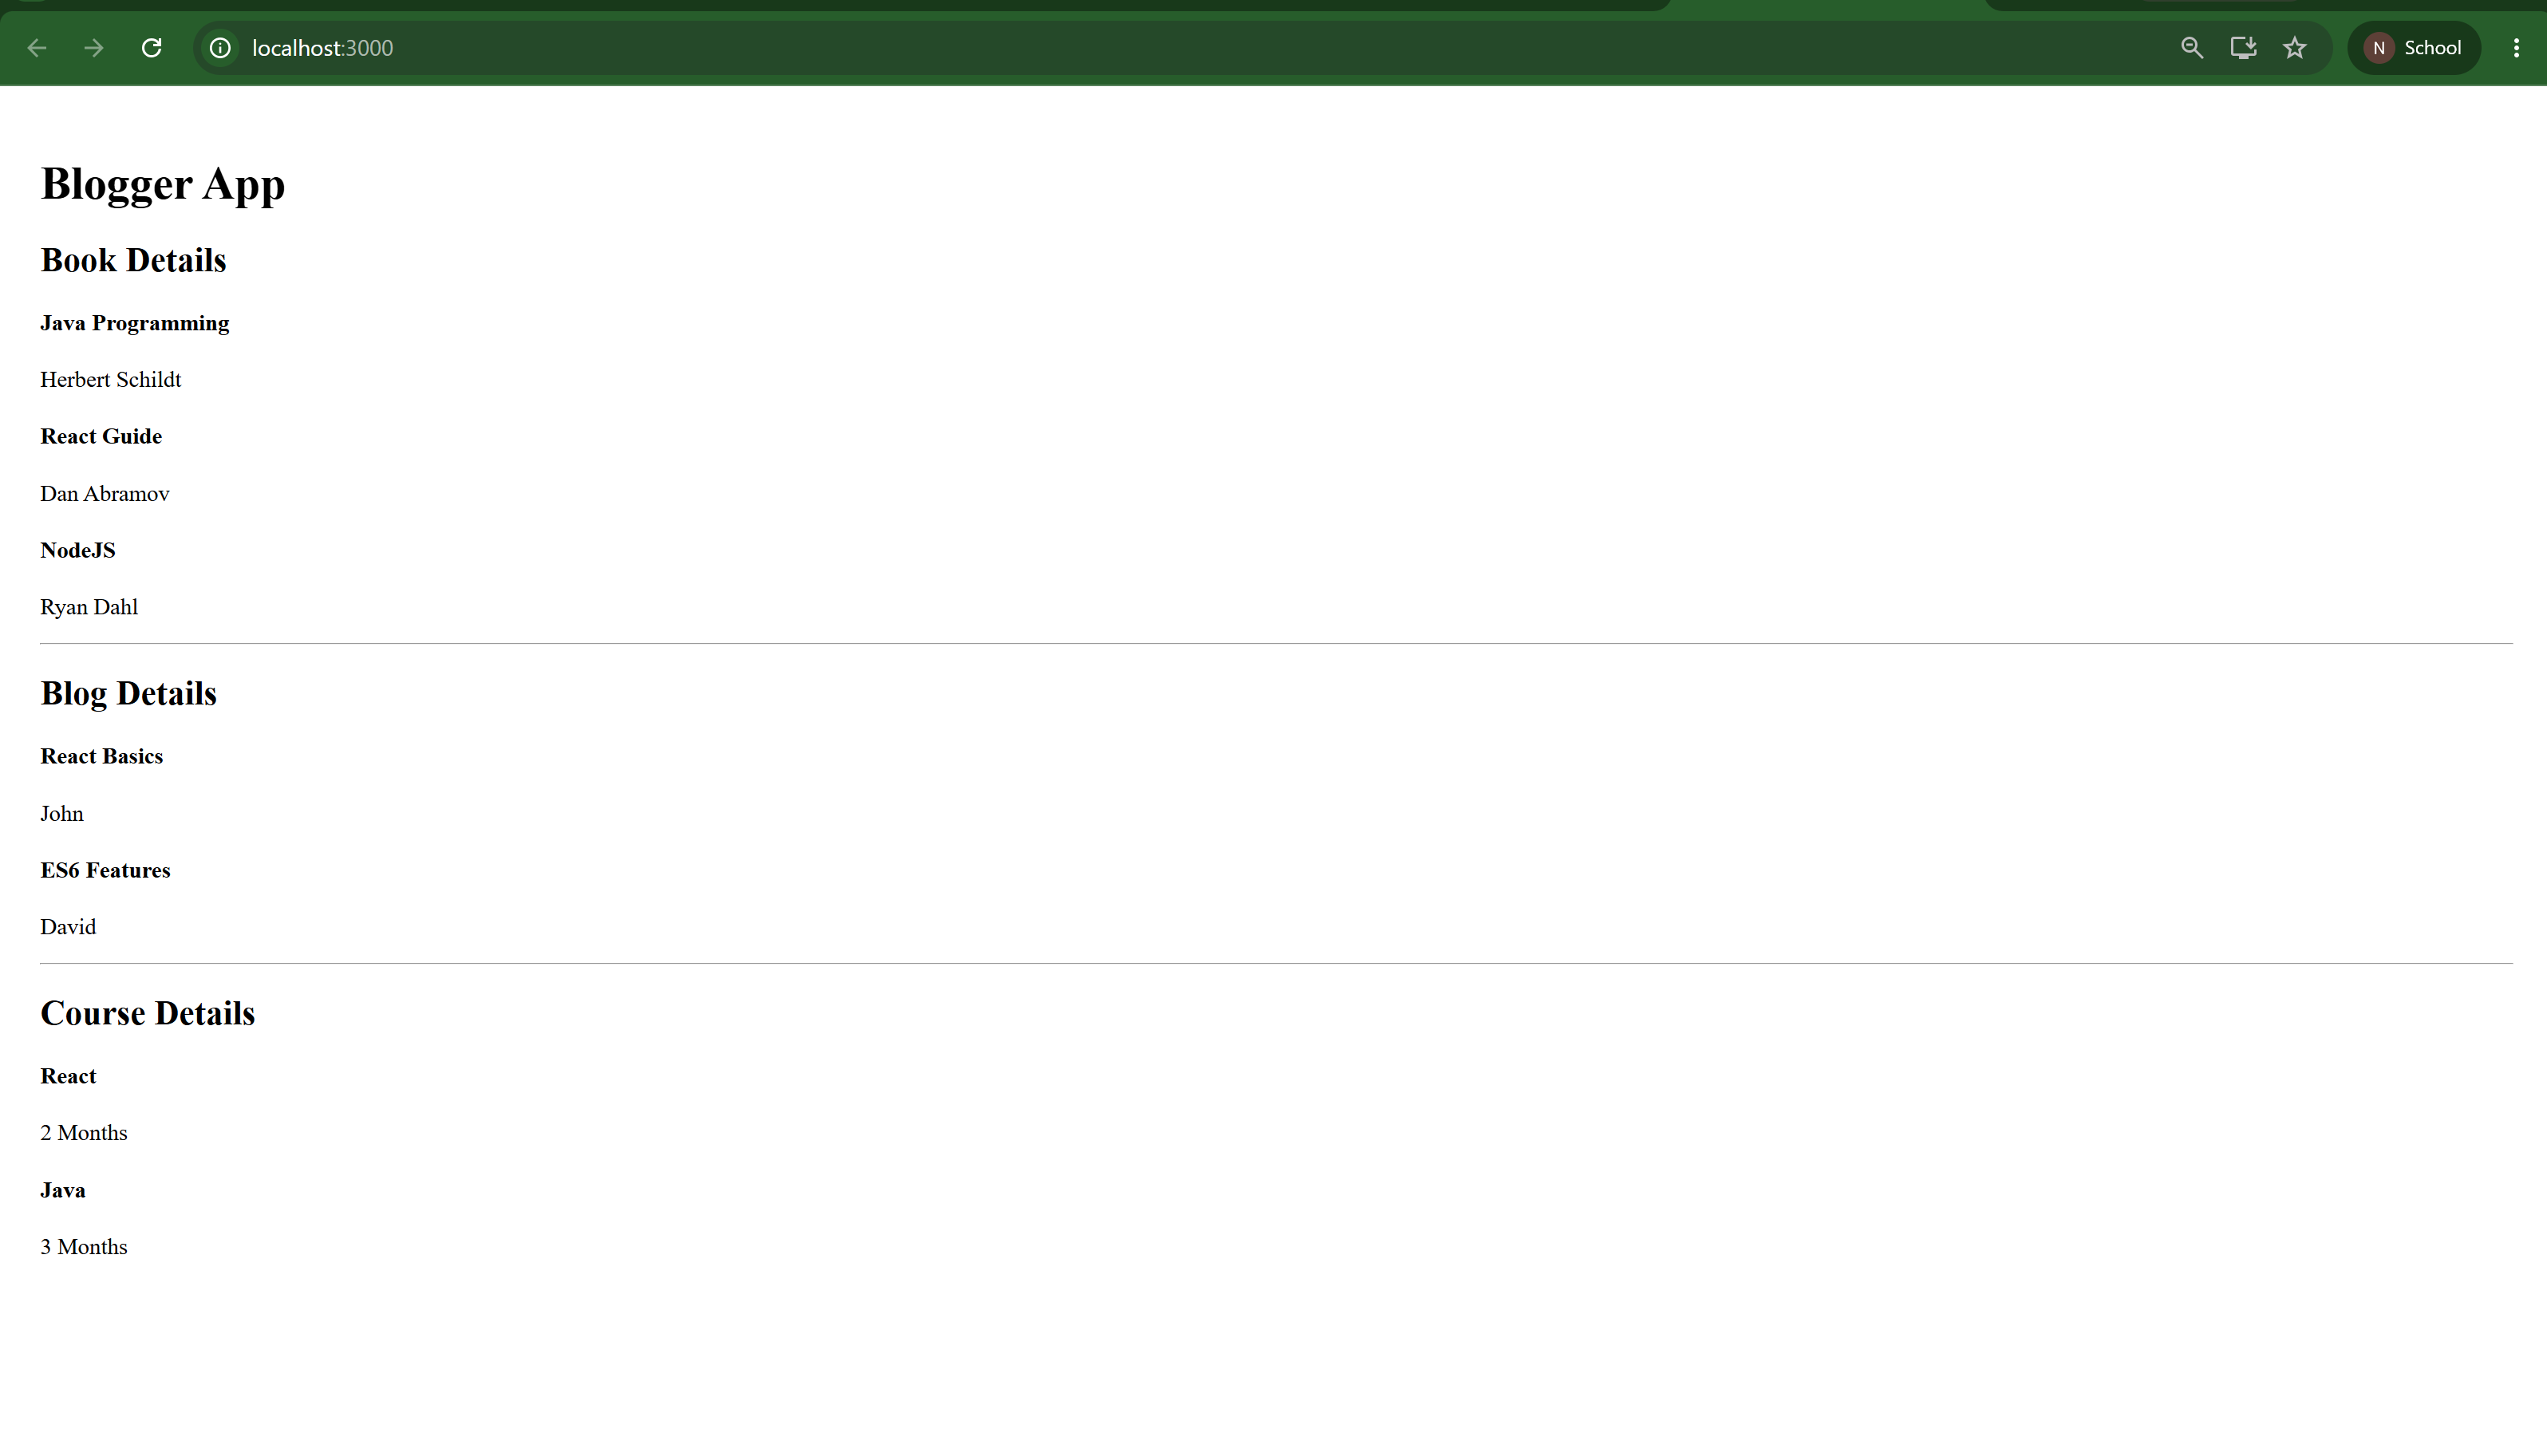 localhost:3000
N School
Blogger App
Book Details
Java Programming
Herbert Schildt
React Guide
Dan Abramov
NodeJS
Ryan Dahl
Blog Details
React Basics
John
ES6 Features
David
Course Details
React
2 Months
Java
3 Months